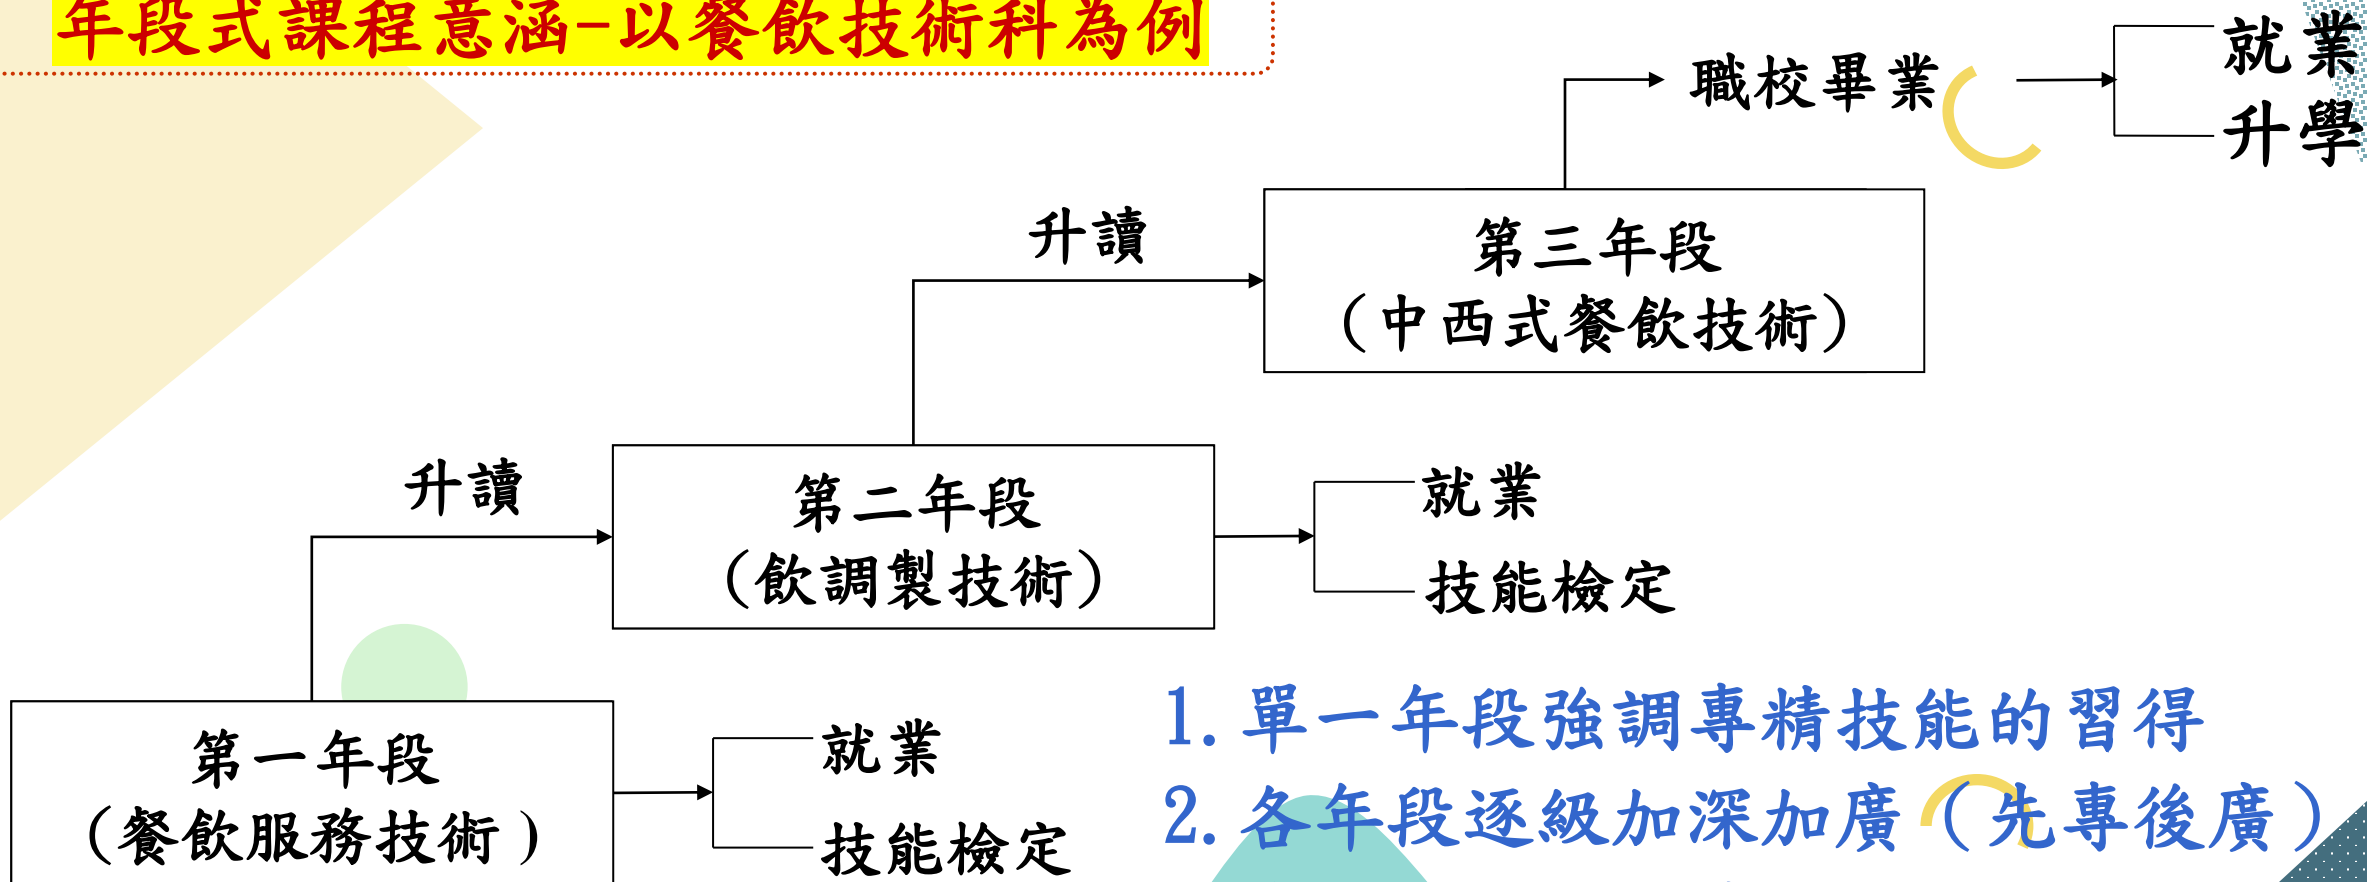 年段式課程意涵-以餐飲技術科為例
職校畢業
就業
升學
升讀
第三年段
(中西式餐飲技術)
升讀
第二年段
(飲調製技術)
就業
技能檢定
第一年段
(餐飲服務技術)
就業
技能檢定
1.單一年段強調專精技能的習得
2.各年段逐級加深加廣(先專後廣)